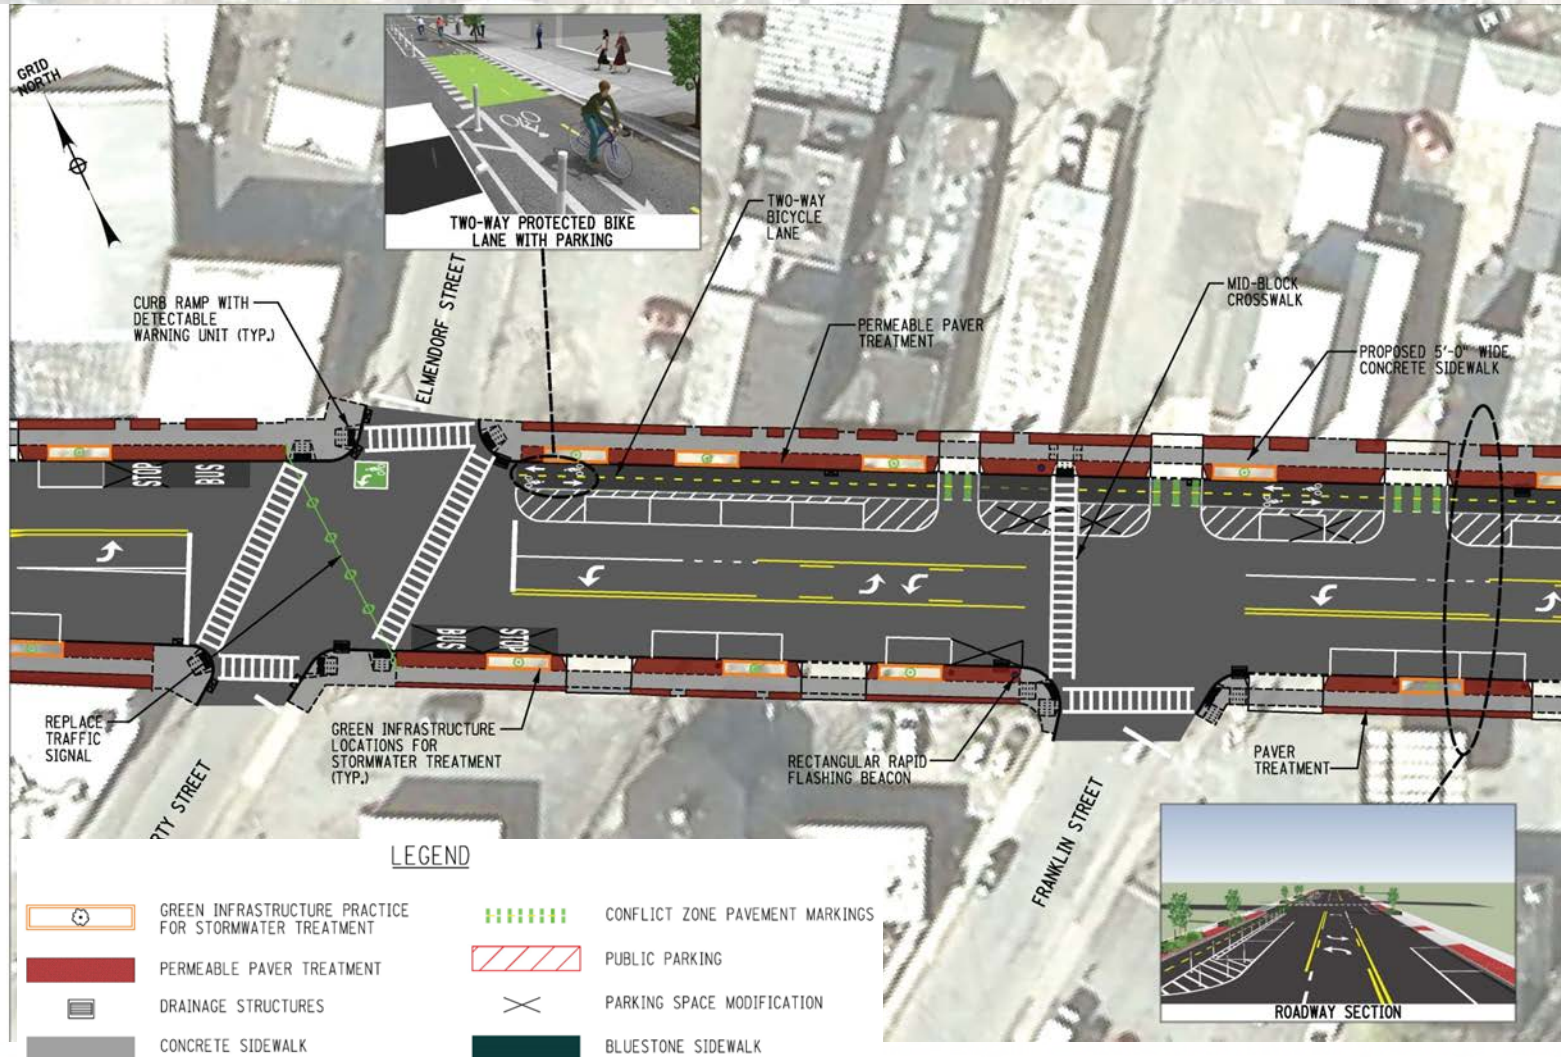 GRID
NORTH
TWO-WAY PROTECTED BIKE
LANE WITH PARKING
TWO-WAY
BICYCLE
LANE
ELMENDORF STREET
CURB RAMP WITH
DETECTABLE
WARNING UNIT (TYP.)
PERMEABLE PAVER
TREATMENT
MID-BLOCK
CROSSWALK
PROPOSED 5'-0" WIDE
CONCRETE SIDEWALK
STOP
BUS
BUS
STOP
REPLACE
TRAFFIC
SIGNAL
GREEN INFRASTRUCTURE
LOCATIONS FOR
STORMWATER TREATMENT
(TYP.)
RECTANGULAR RAPID
FLASHING BEACON
PAVER
TREATMENT
RTY STREET
FRANKLIN STREET
ROADWAY SECTION
LEGEND
GREEN INFRASTRUCTURE PRACTICE
FOR STORMWATER TREATMENT
PERMEABLE PAVER TREATMENT
DRAINAGE STRUCTURES
CONCRETE SIDEWALK
CONFLICT ZONE PAVEMENT MARKINGS
PUBLIC PARKING
PARKING SPACE MODIFICATION
BLUESTONE SIDEWALK